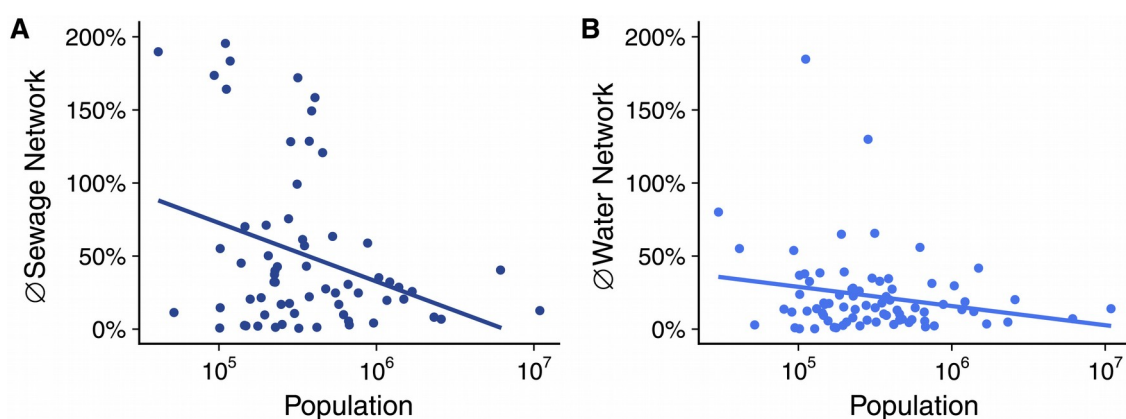 A
∅Sewage Network
200%
150%
100%
50%
0%
10⁵ 10⁶ 10⁷
Population
B
∅Water Network
200%
150%
100%
50%
0%
10⁵ 10⁶ 10⁷
Population